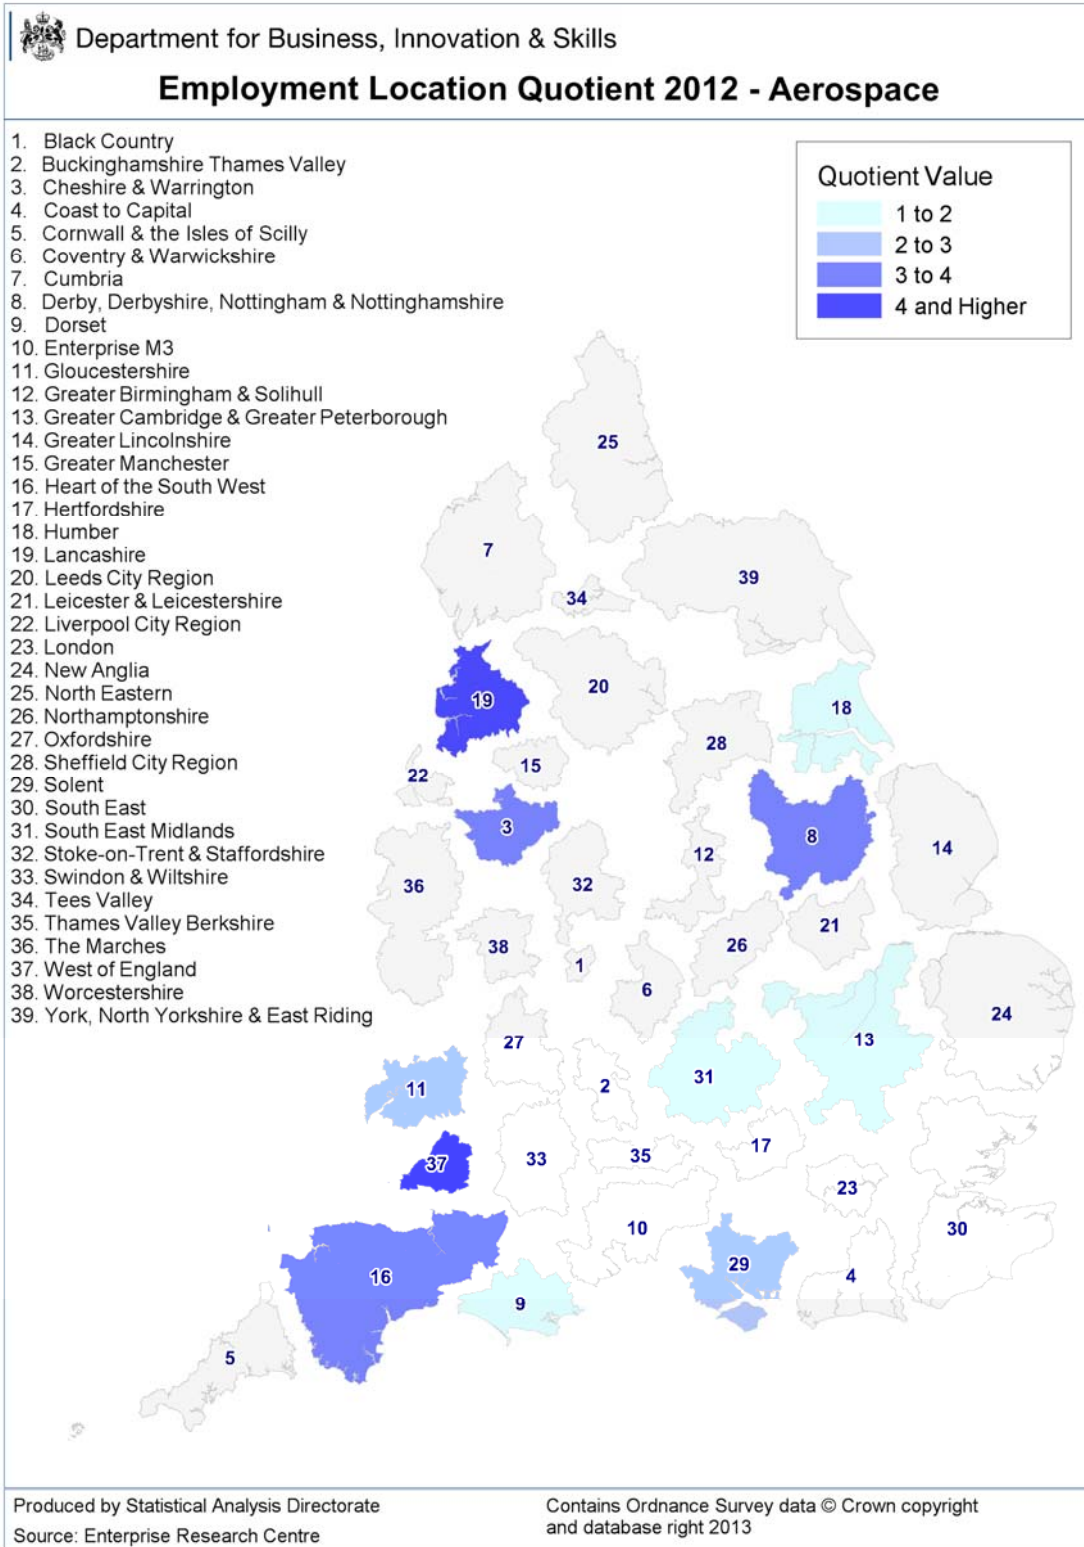 Department for Business, Innovation & Skills
Employment Location Quotient 2012 - Aerospace
1. Black Country
2. Buckinghamshire Thames Valley
3. Cheshire & Warrington
4. Coast to Capital
5. Cornwall & the Isles of Scilly
6. Coventry & Warwickshire
7. Cumbria
8. Derby, Derbyshire, Nottingham & Nottinghamshire
9. Dorset
10. Enterprise M3
11. Gloucestershire
12. Greater Birmingham & Solihull
13. Greater Cambridge & Greater Peterborough
14. Greater Lincolnshire
15. Greater Manchester
16. Heart of the South West
17. Hertfordshire
18. Humber
19. Lancashire
20. Leeds City Region
21. Leicester & Leicestershire
22. Liverpool City Region
23. London
24. New Anglia
25. North Eastern
26. Northamptonshire
27. Oxfordshire
28. Sheffield City Region
29. Solent
30. South East
31. South East Midlands
32. Stoke-on-Trent & Staffordshire
33. Swindon & Wiltshire
34. Tees Valley
35. Thames Valley Berkshire
36. The Marches
37. West of England
38. Worcestershire
39. York, North Yorkshire & East Riding
Quotient Value
1 to 2
2 to 3
3 to 4
4 and Higher
25
7
39
34
20
19
18
28
15
22
3
8
12
14
32
36
21
26
38
1
6
24
13
27
31
2
11
17
35
33
37
23
10
30
29
4
16
9
5
Produced by Statistical Analysis Directorate
Source: Enterprise Research Centre
Contains Ordnance Survey data © Crown copyright
and database right 2013